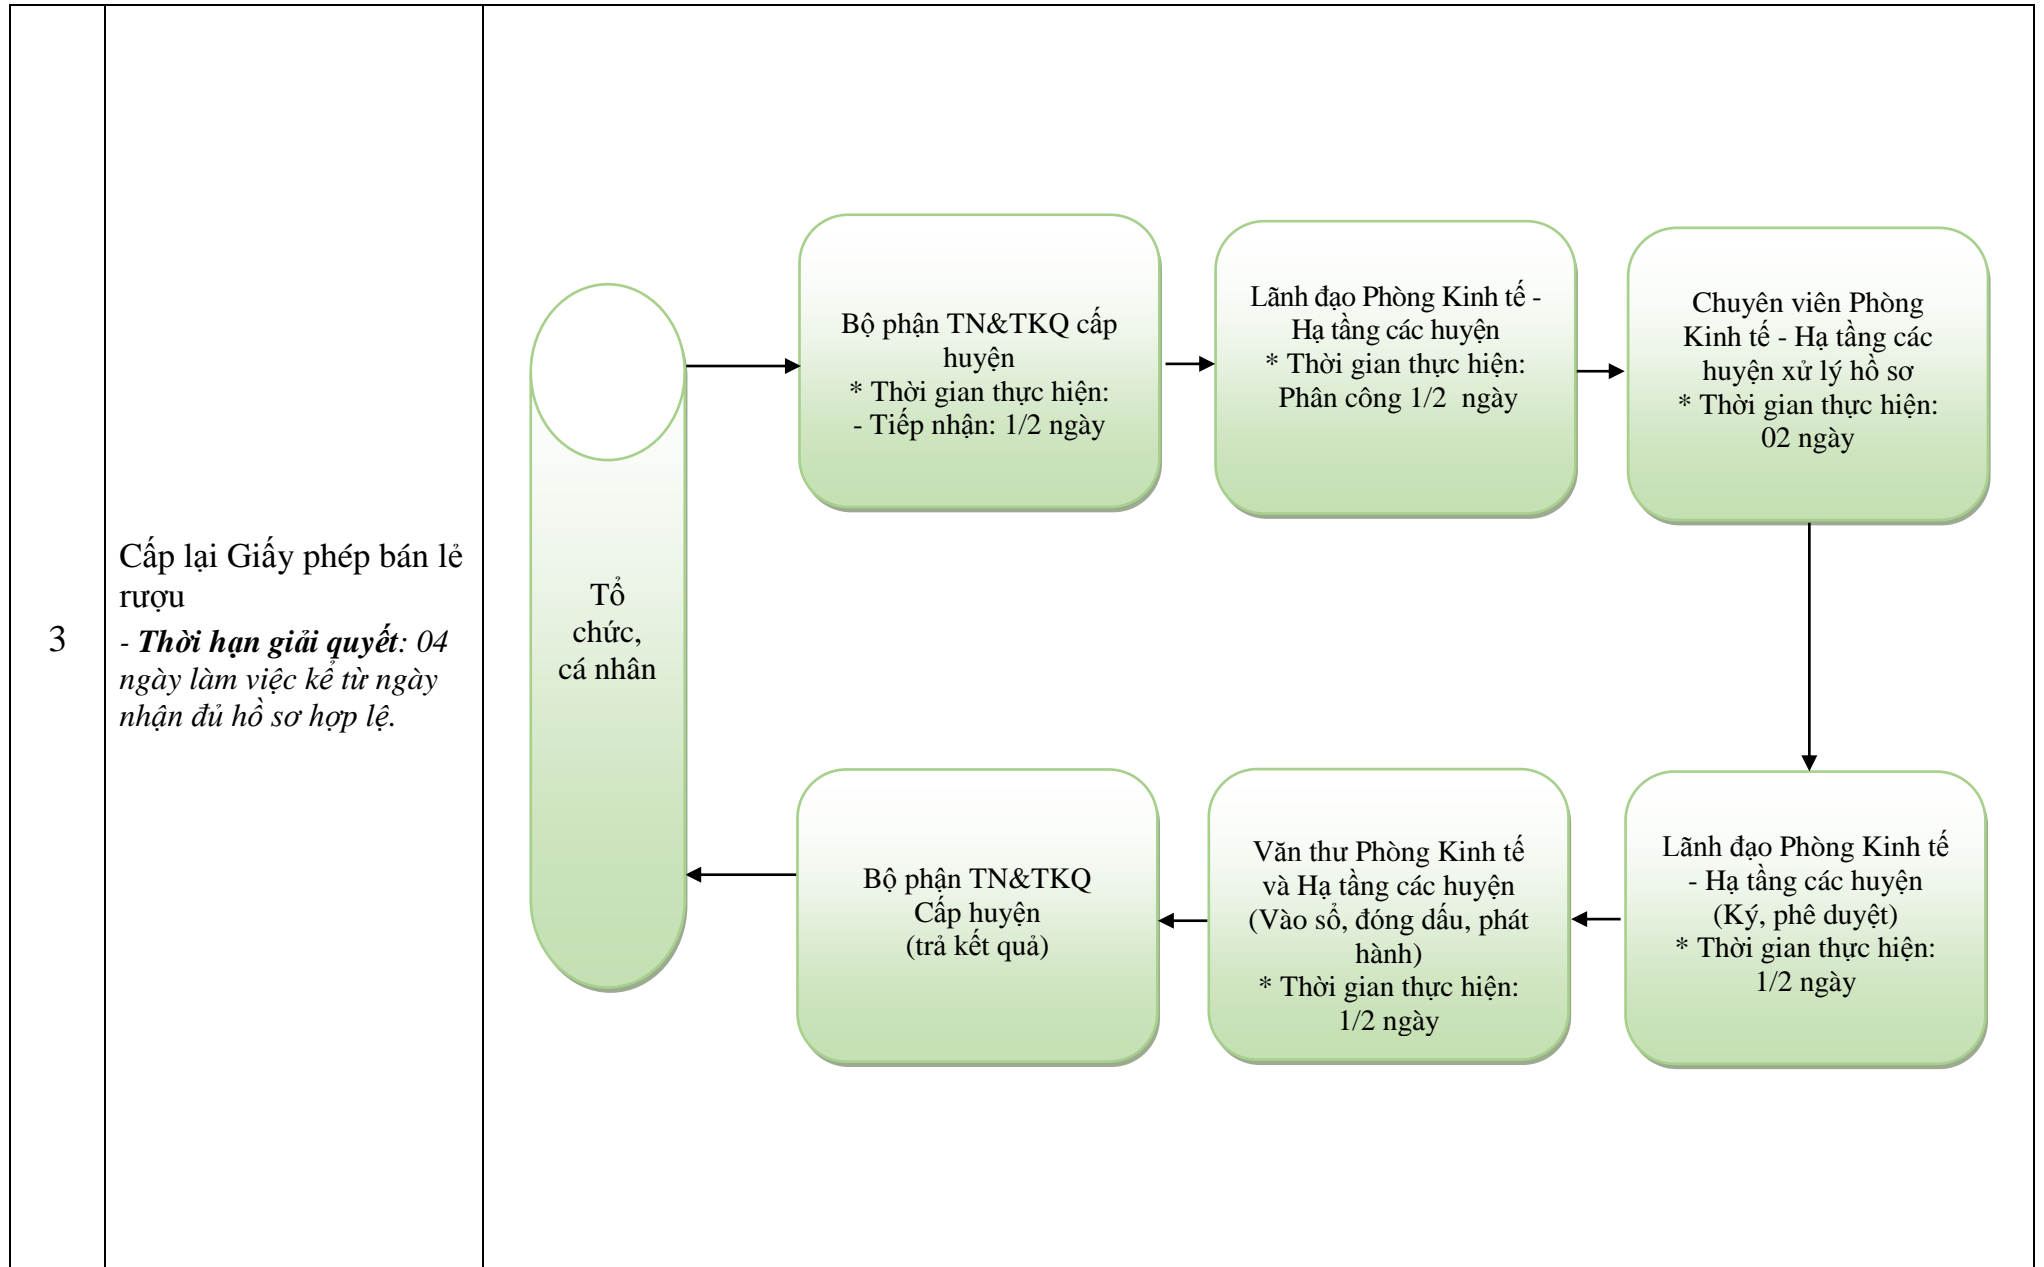 3
Cấp lại Giấy phép bán lẻ
rượu
- Thời hạn giải quyết: 04
ngày làm việc kể từ ngày
nhận đủ hồ sơ hợp lệ.
Tổ
chức,
cá nhân
Bộ phận TN&TKQ cấp
huyện
* Thời gian thực hiện:
- Tiếp nhận: 1/2 ngày
Lãnh đạo Phòng Kinh tế -
Hạ tầng các huyện
* Thời gian thực hiện:
Phân công 1/2 ngày
Chuyên viên Phòng
Kinh tế - Hạ tầng các
huyện xử lý hồ sơ
* Thời gian thực hiện:
02 ngày
Lãnh đạo Phòng Kinh tế
- Hạ tầng các huyện
(Ký, phê duyệt)
* Thời gian thực hiện:
1/2 ngày
Văn thư Phòng Kinh tế
và Hạ tầng các huyện
(Vào sổ, đóng dấu, phát
hành)
* Thời gian thực hiện:
1/2 ngày
Bộ phận TN&TKQ
Cấp huyện
(trả kết quả)